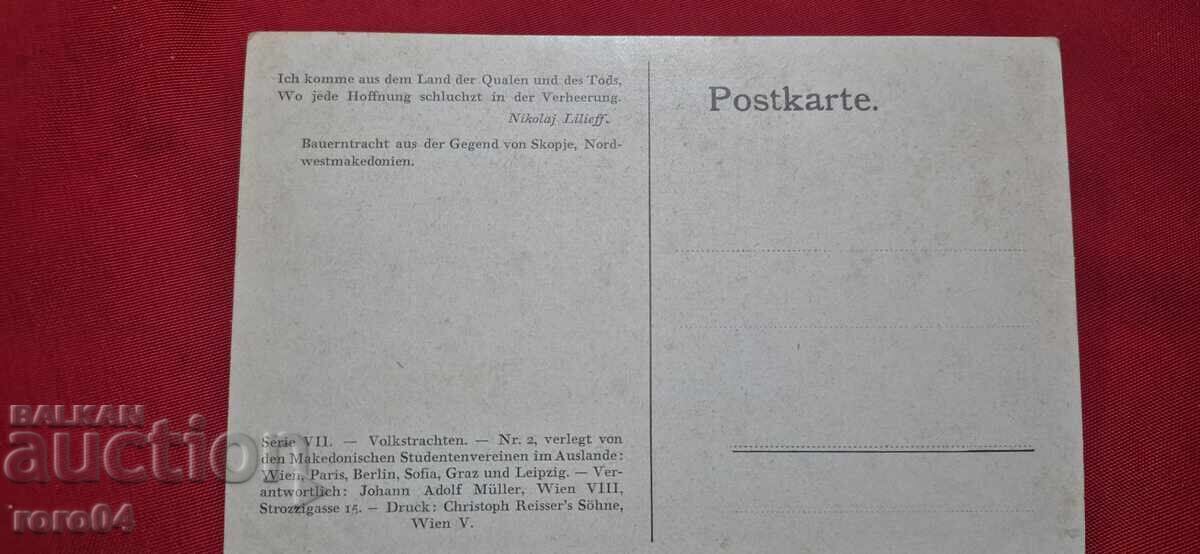 Ich komme aus dem Land der Qualen und des Tods,
Wo jede Hoffnung schluchzt in der Verheerung.
Nikolaj Lilieff.
Bauerntracht aus der Gegend von Skopje, Nord-
westmakedonien.
Postkarte.
Serie VII. — Volkstrachten. — Nr. 2, verlegt von
den Makedonischen Studentenvereinen im Auslande:
Wien, Paris, Berlin, Sofia, Graz und Leipzig. — Ver-
antwortlich: Johann Adolf Müller, Wien VIII,
Strozzigasse 15. — Druck: Christoph Reisser's Söhne,
Wien V.
BALKAN
auction
roro04